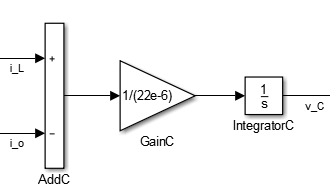 i_L
+
1/(22e-6)
1
s
v_C
i_o
−
GainC
IntegratorC
AddC